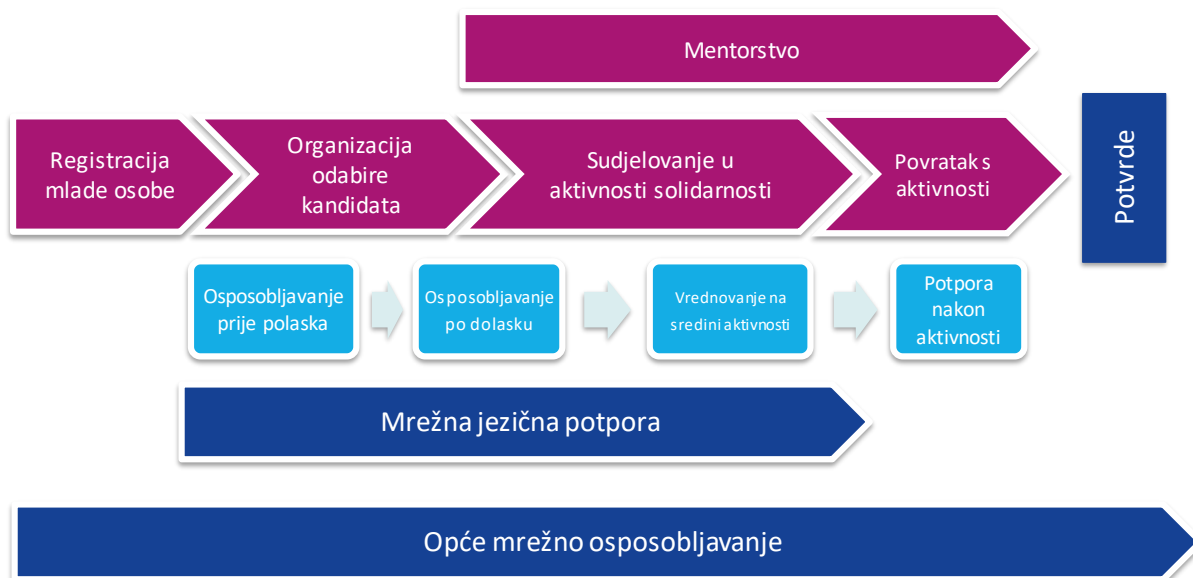 Mentorstvo
Registracija
mlade osobe
Organizacija
odabire
kandidata
Sudjelovanje u
aktivnosti solidarnosti
Povratak s
aktivnosti
Potvrde
Osposobljavanje
prije polaska
Osposobljavanje
po dolasku
Vrednovanje na
sredini aktivnosti
Potpora
nakon
aktivnosti
Mrežna jezična potpora
Opće mrežno osposobljavanje